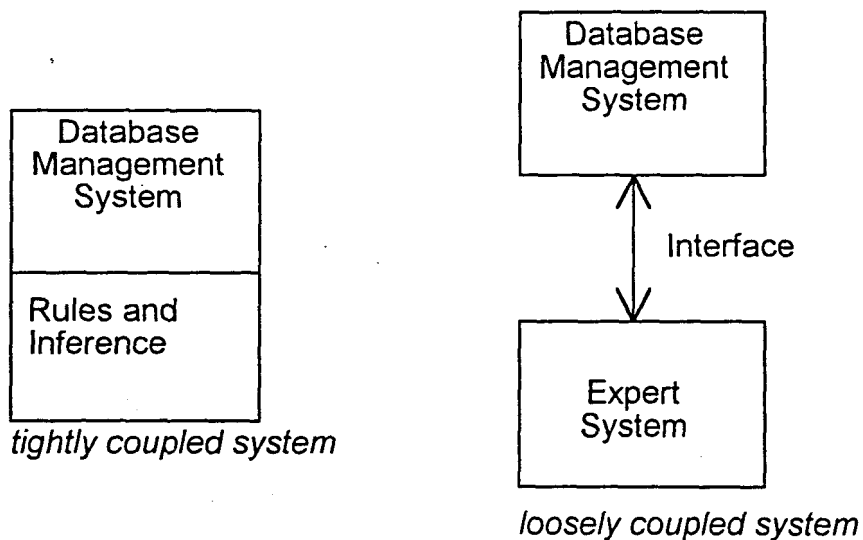 Database
Management
System
Rules and
Inference
tightly coupled system
Database
Management
System
Interface
Expert
System
loosely coupled system